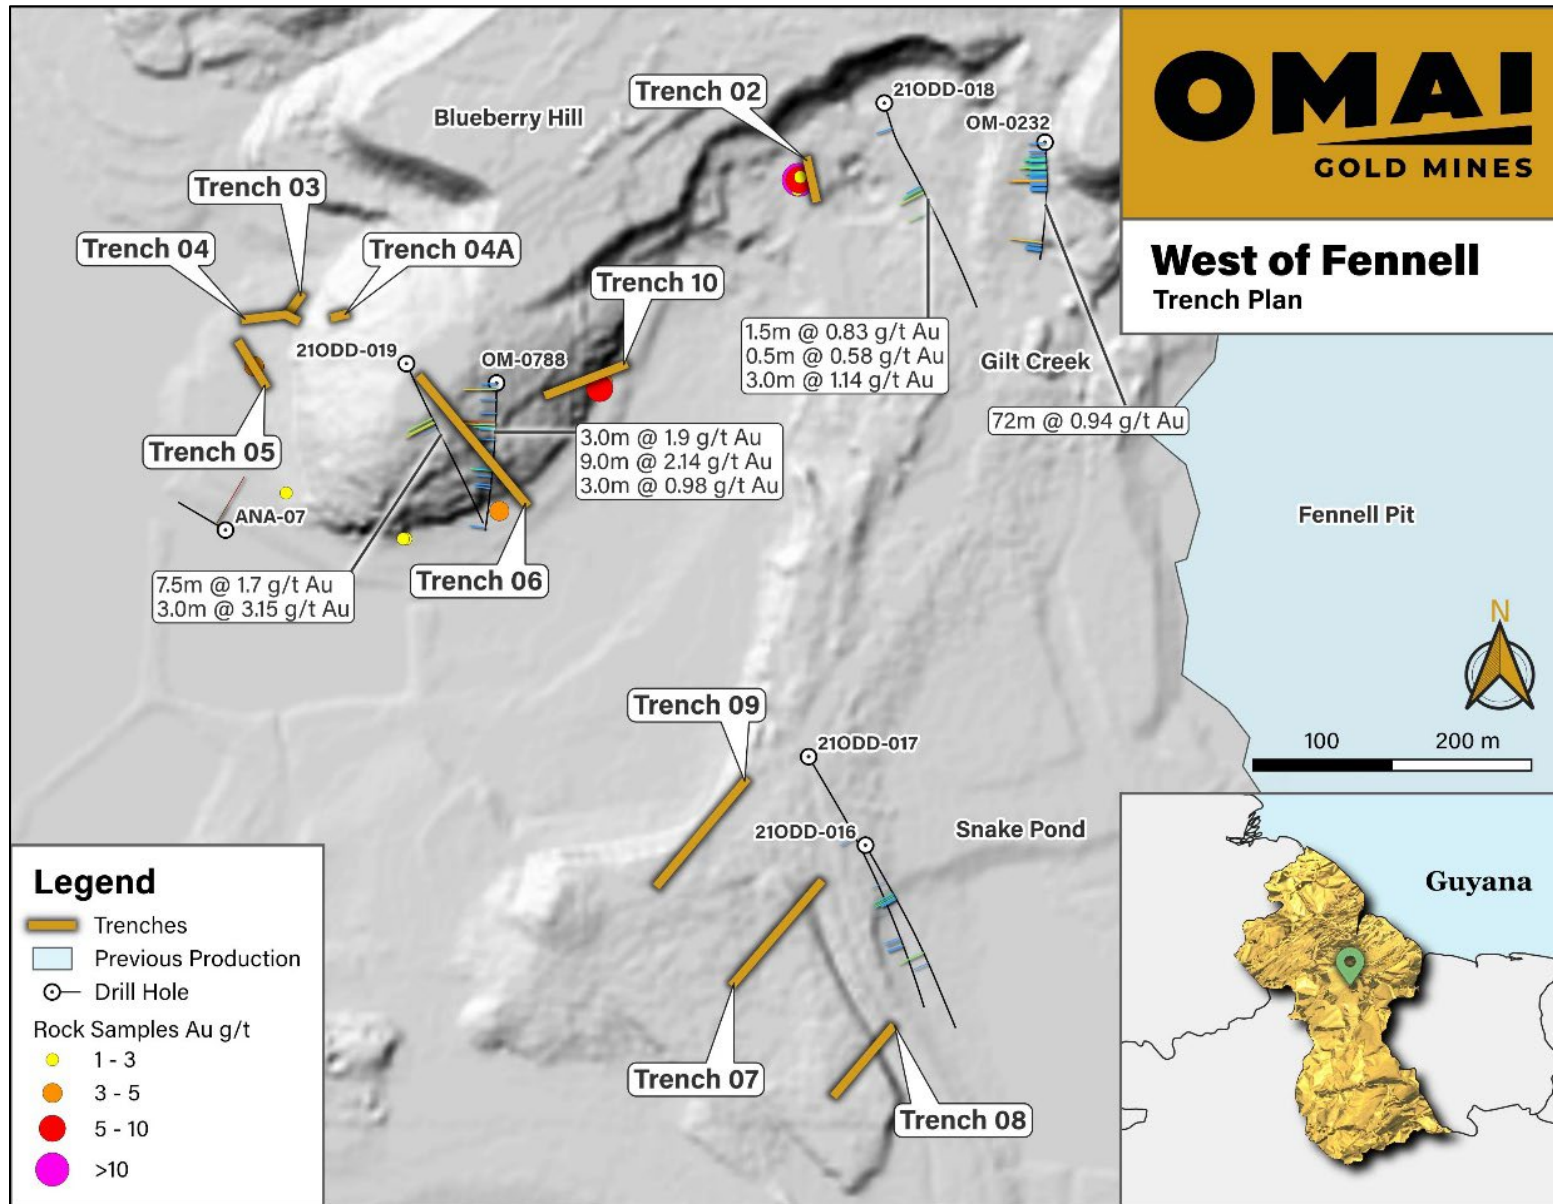 OMAI
GOLD MINES
West of Fennell
Trench Plan
Blueberry Hill
Trench 02
21ODD-018
OM-0232
Trench 03
Trench 04
Trench 04A
Trench 10
21ODD-019
OM-0788
1.5m @ 0.83 g/t Au
0.5m @ 0.58 g/t Au
3.0m @ 1.14 g/t Au
Gilt Creek
72m @ 0.94 g/t Au
Trench 05
3.0m @ 1.9 g/t Au
9.0m @ 2.14 g/t Au
3.0m @ 0.98 g/t Au
ANA-07
Fennell Pit
7.5m @ 1.7 g/t Au
3.0m @ 3.15 g/t Au
Trench 06
N
Trench 09
21ODD-017
100 200 m
21ODD-016
Snake Pond
Trench 07
Trench 08
Legend
Trenches
Previous Production
Drill Hole
Rock Samples Au g/t
1 - 3
3 - 5
5 - 10
>10
Guyana